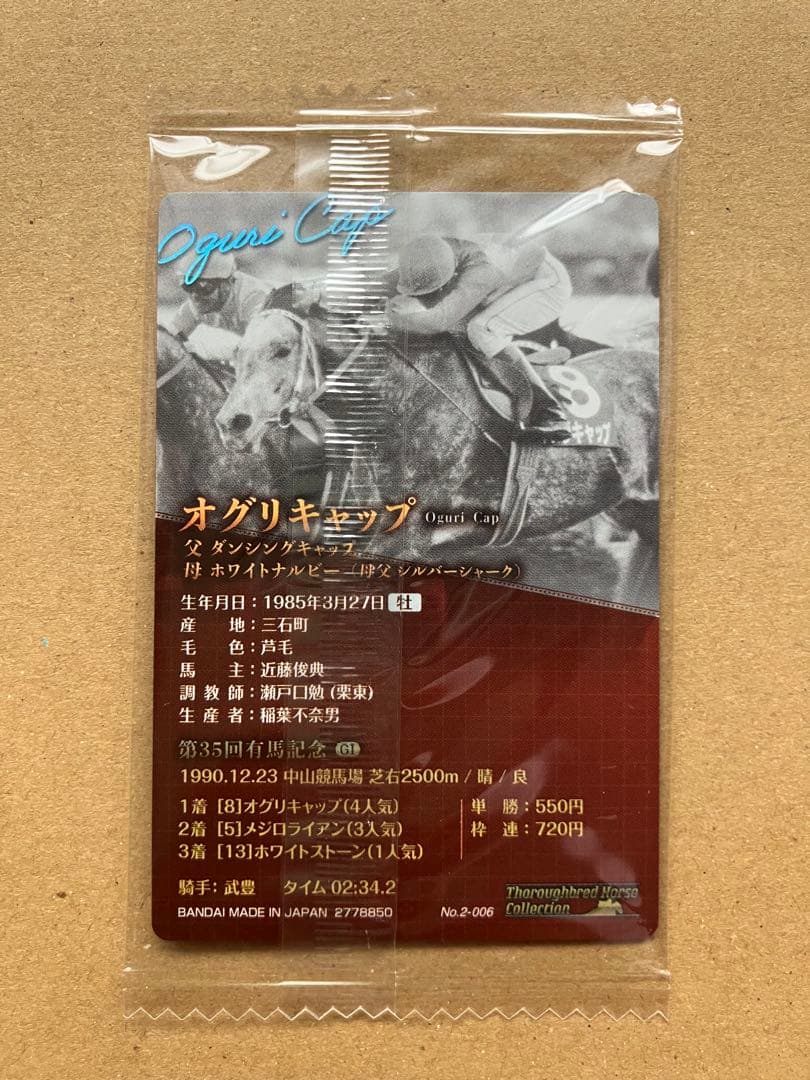 Oguri Cap
8
キャップ
オグリキャップ Oguri Cap
父 ダンシングキャップ
母 ホワイトナルビー（母父 シルバーシャーク）
生年月日：1985年3月27日 牡
産 地：三石町
毛 色：芦毛
馬 主：近藤俊典
調教師：瀬戸口勉 (栗東)
生産者：稲葉不奈男
第35回有馬記念 GI
1990.12.23 中山競馬場 芝右2500m / 晴 / 良
1着 [8]オグリキャップ(4人気) 単 勝：550円
2着 [5]メジロライアン(3人気) 枠 連：720円
3着 [13]ホワイトストーン(1人気)
騎手：武豊 タイム 02:34.2
BANDAI MADE IN JAPAN 2778850 No.2-006
Thoroughbred Horse
Collection